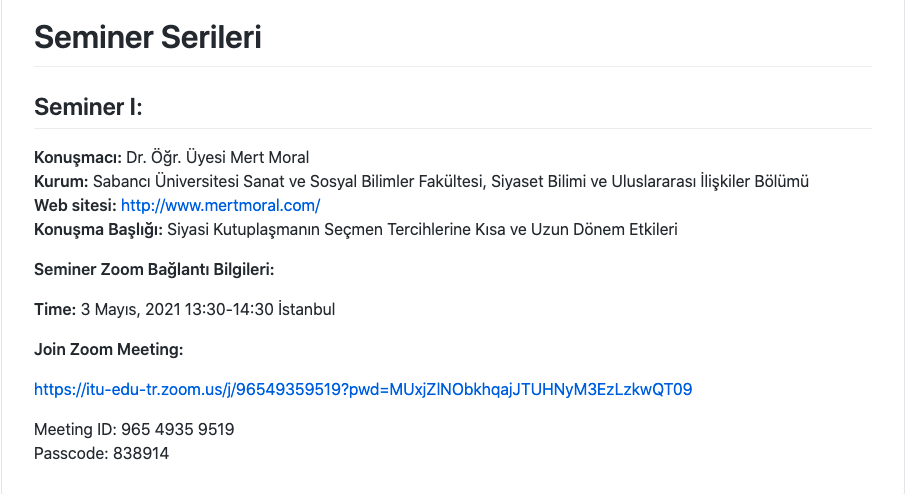 Seminer Serileri
Seminer I:
Konuşmacı: Dr. Öğr. Üyesi Mert Moral
Kurum: Sabancı Üniversitesi Sanat ve Sosyal Bilimler Fakültesi, Siyaset Bilimi ve Uluslararası İlişkiler Bölümü
Web sitesi: http://www.mertmoral.com/
Konuşma Başlığı: Siyasi Kutuplaşmanın Seçmen Tercihlerine Kısa ve Uzun Dönem Etkileri
Seminer Zoom Bağlantı Bilgileri:
Time: 3 Mayıs, 2021 13:30-14:30 İstanbul
Join Zoom Meeting:
https://itu-edu-tr.zoom.us/j/96549359519?pwd=MUxjZlNObkhqajJTUHNyM3EzLzkwQT09
Meeting ID: 965 4935 9519
Passcode: 838914